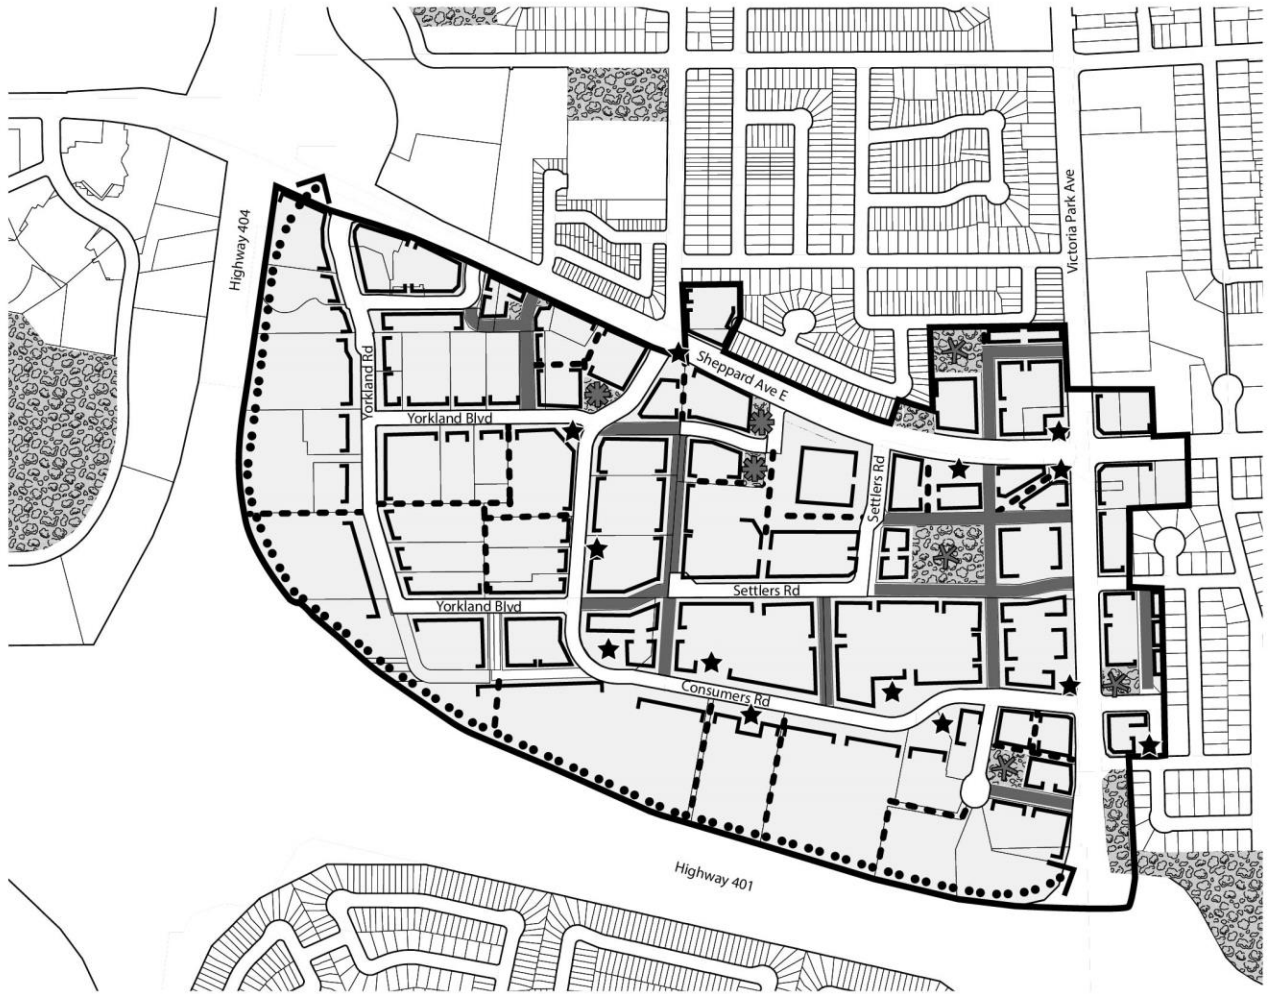 Victoria Park Ave
Highway 404
Sheppard Ave E
Yorkland Rd
Yorkland Blvd
Settlers Rd
Settlers Rd
Yorkland Blvd
Consumers Rd
Highway 401